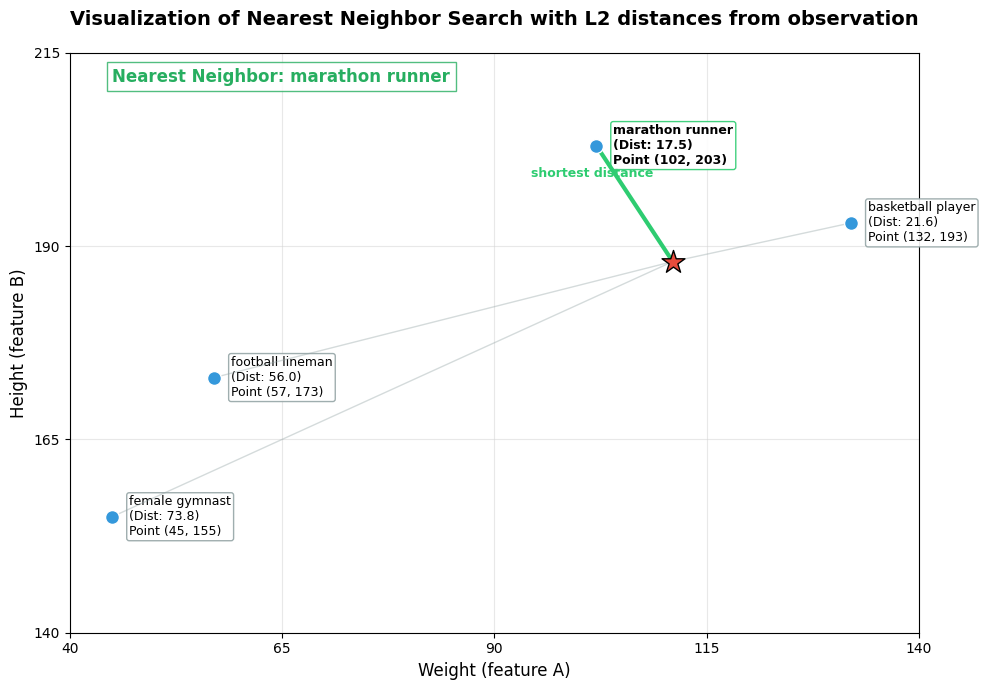 Visualization of Nearest Neighbor Search with L2 distances from observation
215
Nearest Neighbor: marathon runner
marathon runner
(Dist: 17.5)
Point (102, 203)
shortest distance
basketball player
(Dist: 21.6)
Point (132, 193)
190
football lineman
(Dist: 56.0)
Point (57, 173)
165
female gymnast
(Dist: 73.8)
Point (45, 155)
140
Height (feature B)
40
65
90
115
140
Weight (feature A)